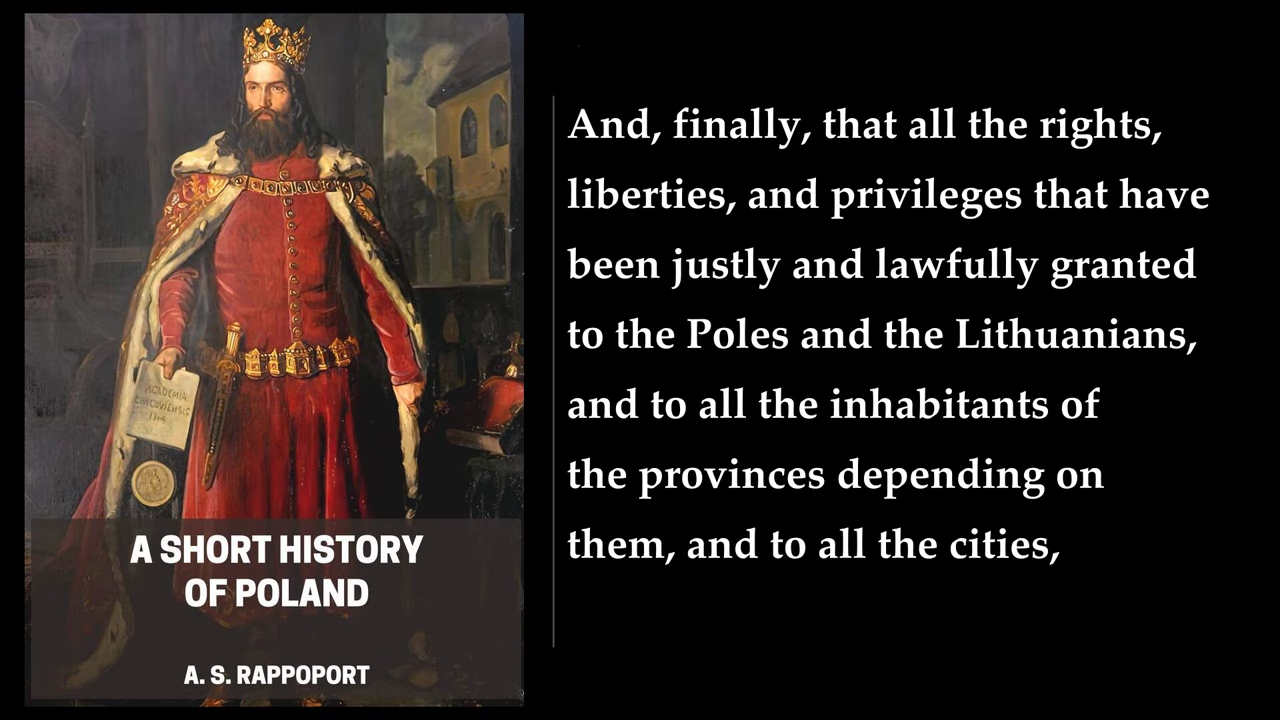 ACADEMIA
A SHORT HISTORY
OF POLAND
A. S. RAPPOPORT
And, finally, that all the rights,
liberties, and privileges that have
been justly and lawfully granted
to the Poles and the Lithuanians,
and to all the inhabitants of
the provinces depending on
them, and to all the cities,